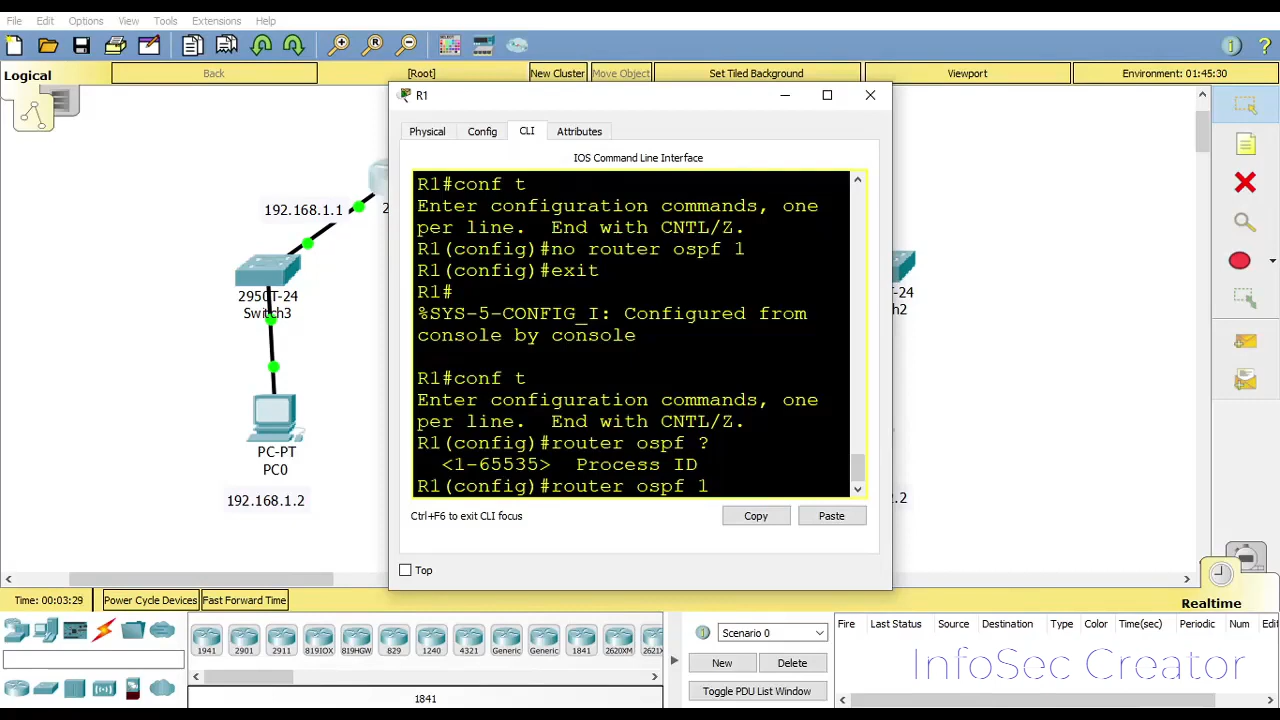 File Edit Options View Tools Extensions Help
Logical
Back
[Root]
New Cluster
Move Object
Set Tiled Background
Viewport
Environment: 01:45:30
R1
Physical Config CLI Attributes
IOS Command Line Interface
R1#conf t
Enter configuration commands, one
per line.  End with CNTL/Z.
R1(config)#no router ospf 1
R1(config)#exit
R1#
%SYS-5-CONFIG_I: Configured from
console by console
R1#conf t
Enter configuration commands, one
per line.  End with CNTL/Z.
R1(config)#router ospf ?
<1-65535>  Process ID
R1(config)#router ospf 1
Ctrl+F6 to exit CLI focus
Copy
Paste
Top
192.168.1.1
2
2950T-24
Switch3
PC-PT
PC0
192.168.1.2
-24
h2
.2
Time: 00:03:29
Power Cycle Devices
Fast Forward Time
Realtime
1941 2901 2911 819IOX 819HGW 829 1240 4321 Generic Generic 1841 2620XM 2621X
1841
Scenario 0
New
Delete
Toggle PDU List Window
Fire Last Status Source Destination Type Color Time(sec) Periodic Num Edi
InfoSec Creator